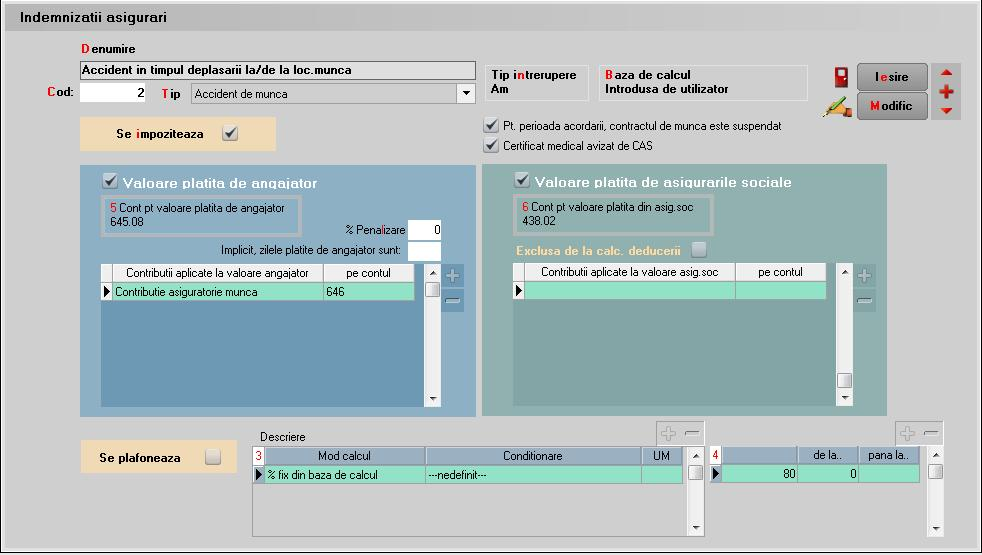 Indemnizatii asigurari
Denumire
Accident in timpul deplasarii la/de la loc.munca
Cod: 2 Tip Accident de munca
Tip intrerupere
Am
Baza de calcul
Introdusa de utilizator
Iesire
Modific
Se impoziteaza
Pt. perioada acordarii, contractul de munca este suspendat
Certificat medical avizat de CAS
Valoare platita de angajator
5 Cont pt valoare platita de angajator
645.08
% Penalizare 0
Implicit, zilele platite de angajator sunt:
Contributii aplicate la valoare angajator pe contul
Contributie asiguratorie munca 646
Valoare platita de asigurarile sociale
6 Cont pt valoare platita din asig.soc
438.02
Exclusa de la calc. deducerii
Contributii aplicate la valoare asig.soc pe contul
Se plafoneaza
Descriere
3 Mod calcul Conditionare UM
% fix din baza de calcul ---nedefinit---
4 de la.. pana la..
80 0